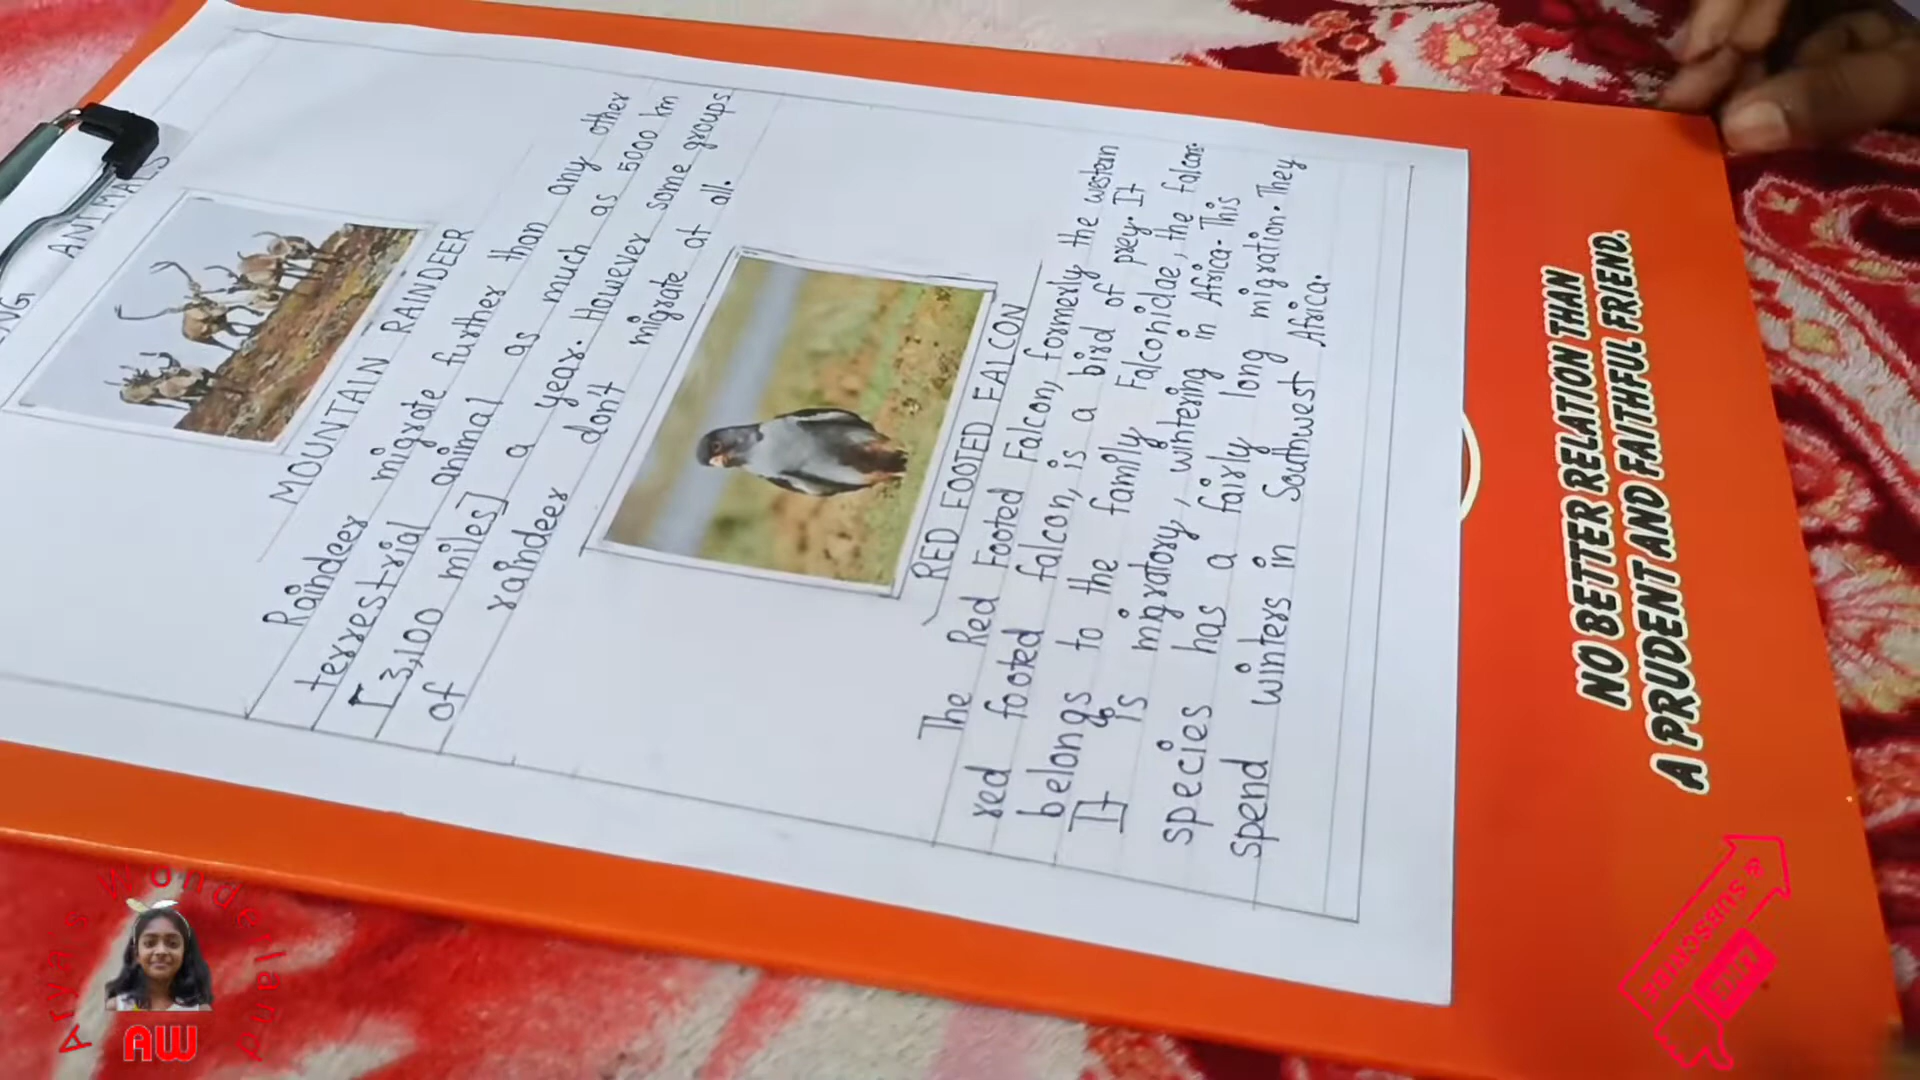 ANIMALS
MOUNTAIN RAINDEER
Raindeer migrate further than any other
terrestrial animal as much as 5000 km
[3,100 miles] a year. However some groups
of raindeer don't migrate at all.
RED FOOTED FALCON
The Red Footed Falcon, formerly the western
red footed falcon, is a bird of prey. It
belongs to the family Falconidae, the falcon.
It is migratory, wintering in Africa. This
species has a fairly long migration. They
spend winters in Southwest Africa.
NO BETTER RELATION THAN
A PRUDENT AND FAITHFUL FRIEND.
Arya's Wonderland
AW
SUBSCRIBE